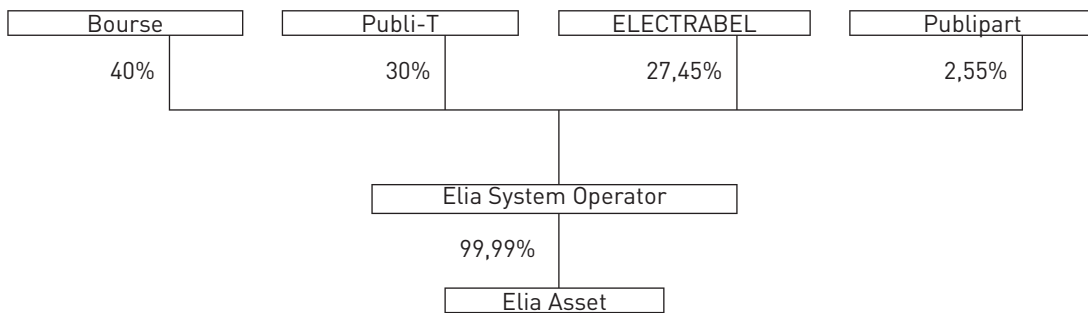 Bourse
Publi-T
ELECTRABEL
Publipart
40%
30%
27,45%
2,55%
Elia System Operator
99,99%
Elia Asset